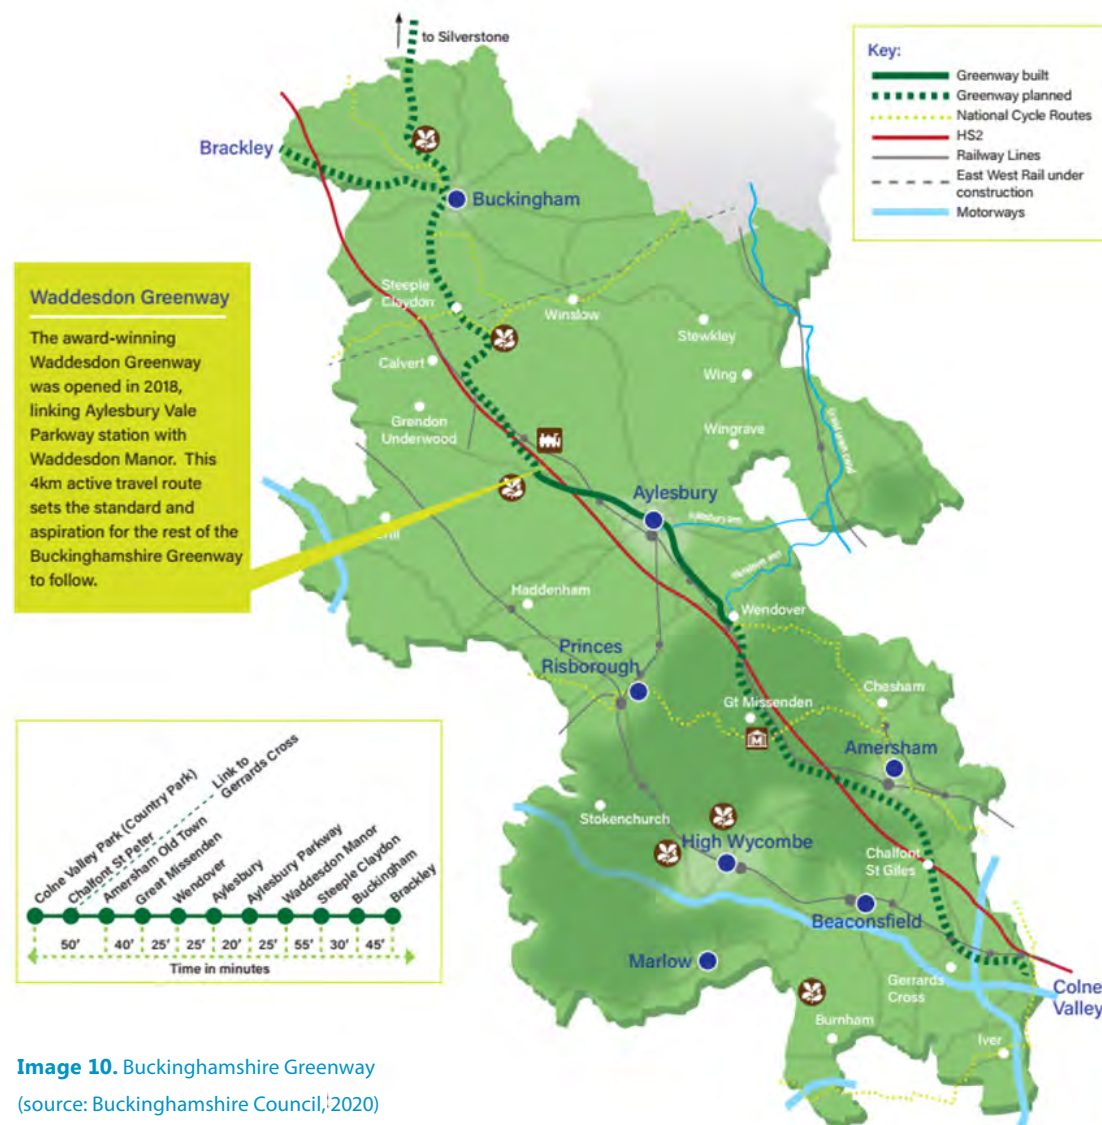 to Silverstone
Key:
Greenway built
Greenway planned
National Cycle Routes
HS2
Railway Lines
East West Rail under
construction
Motorways
Brackley
Buckingham
Waddesdon Greenway
The award-winning
Waddesdon Greenway
was opened in 2018,
linking Aylesbury Vale
Parkway station with
Waddesdon Manor. This
4km active travel route
sets the standard and
aspiration for the rest of the
Buckinghamshire Greenway
to follow.
Steeple
Claydon
Winslow
Stewkley
Calvert
Wing
Grendon
Underwood
Wingrave
Aylesbury
Haddenham
Wendover
Princes
Risborough
Chesham
Gt Missenden
Amersham
Stokenchurch
High Wycombe
Chalfont
St Giles
Beaconsfield
Marlow
Gerrards
Cross
Colne
Valley
Burnham
Iver
Colne Valley Park (Country Park)
Chalfont St Peter
Link to
Gerrards Cross
Amersham Old Town
Great Missenden
Wendover
Aylesbury
Aylesbury Parkway
Waddesdon Manor
Steeple Claydon
Buckingham
Brackley
50' 40' 25' 25' 20' 25' 55' 30' 45'
Time in minutes
Image 10. Buckinghamshire Greenway
(source: Buckinghamshire Council, 2020)